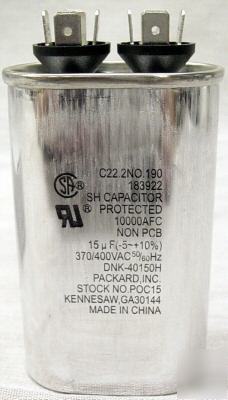 C22.2NO.190
183922
SH CAPACITOR
PROTECTED
10000AFC
NON PCB
15µF(-5~+10%)
370/400VAC 50/60Hz
DNK-40150H
PACKARD,INC.
STOCK NO.POC15
KENNESAW,GA30144
MADE IN CHINA